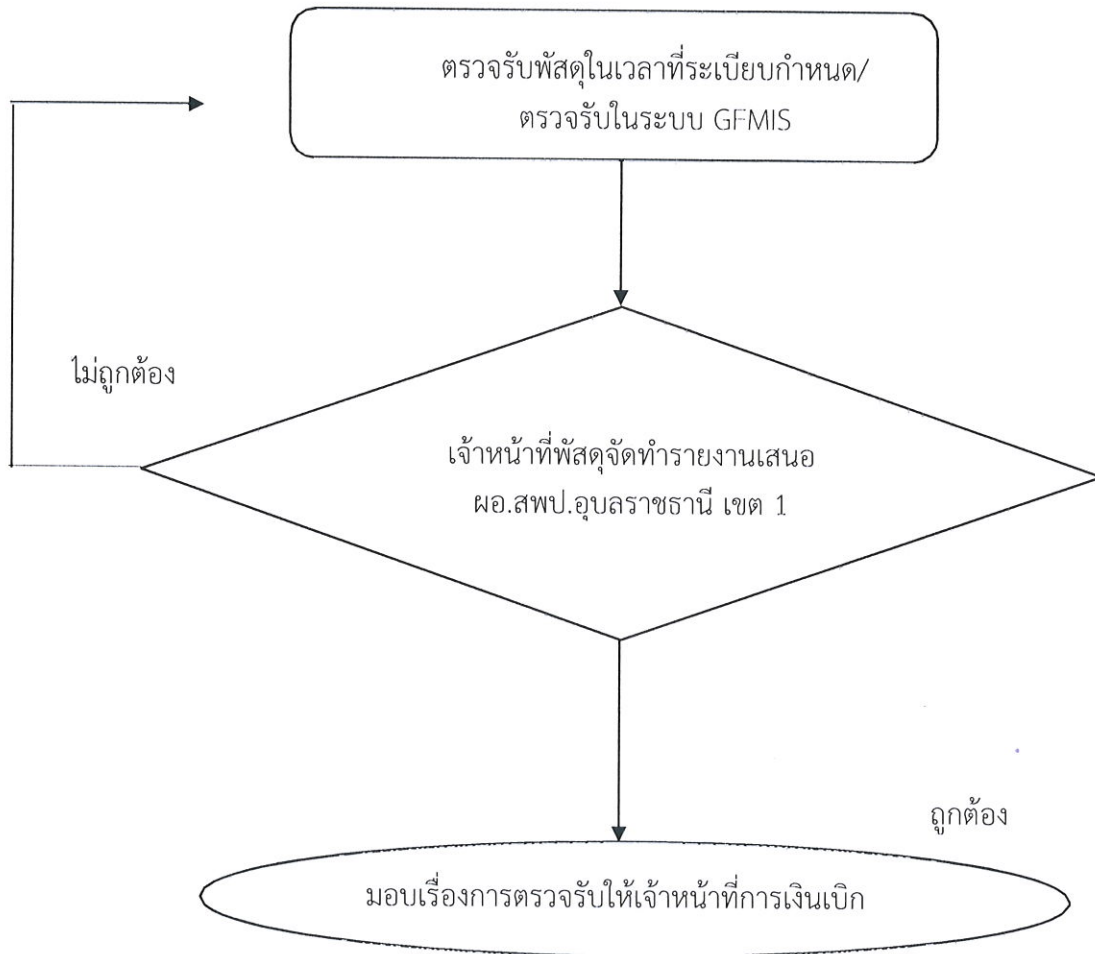 ตรวจรับพัสดุในเวลาที่ระเบียบกำหนด/
ตรวจรับในระบบ GFMIS
ไม่ถูกต้อง
เจ้าหน้าที่พัสดุจัดทำรายงานเสนอ
ผอ.สพป.อุบลราชธานี เขต 1
ถูกต้อง
มอบเรื่องการตรวจรับให้เจ้าหน้าที่การเงินเบิก